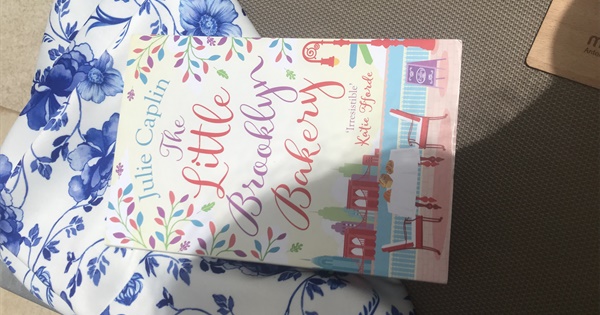 Julie Caplin
The
Little
Brooklyn
Bakery
'Irresistible'
Katie Fforde